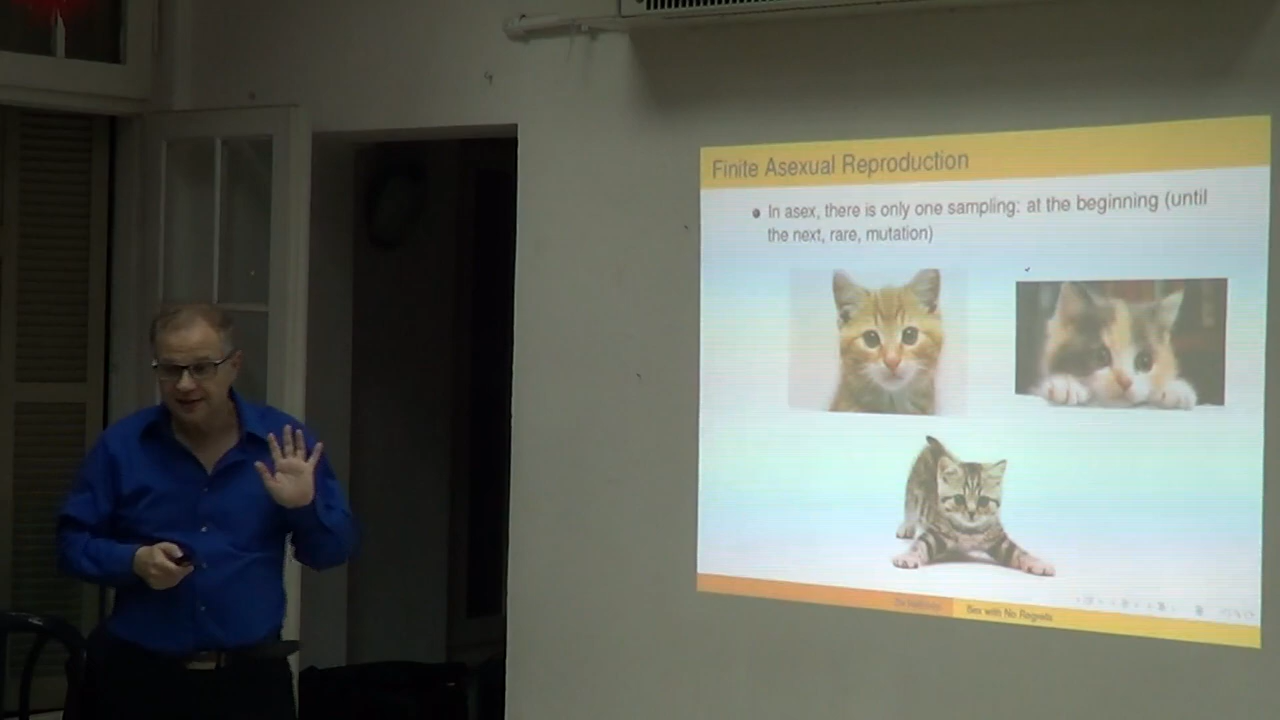 Finite Asexual Reproduction
In asex, there is only one sampling: at the beginning (until
the next, rare, mutation)
Sex with No Regrets